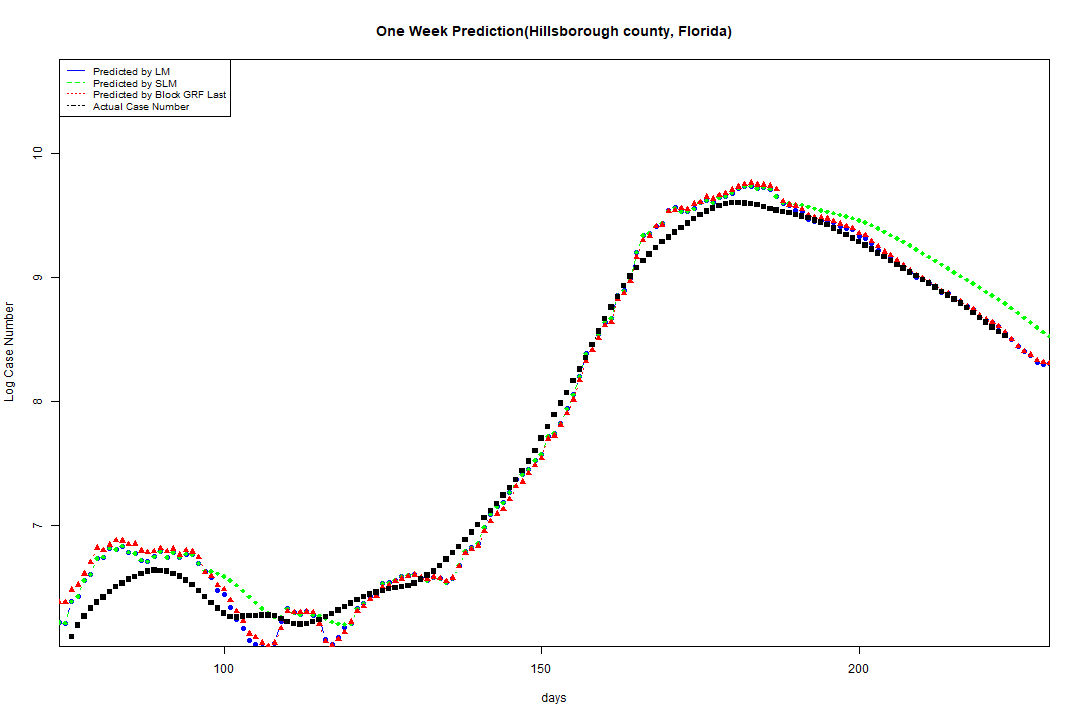 One Week Prediction(Hillsborough county, Florida)
Predicted by LM
Predicted by SLM
Predicted by Block GRF Last
Actual Case Number
Log Case Number
10
9
8
7
100
150
200
days